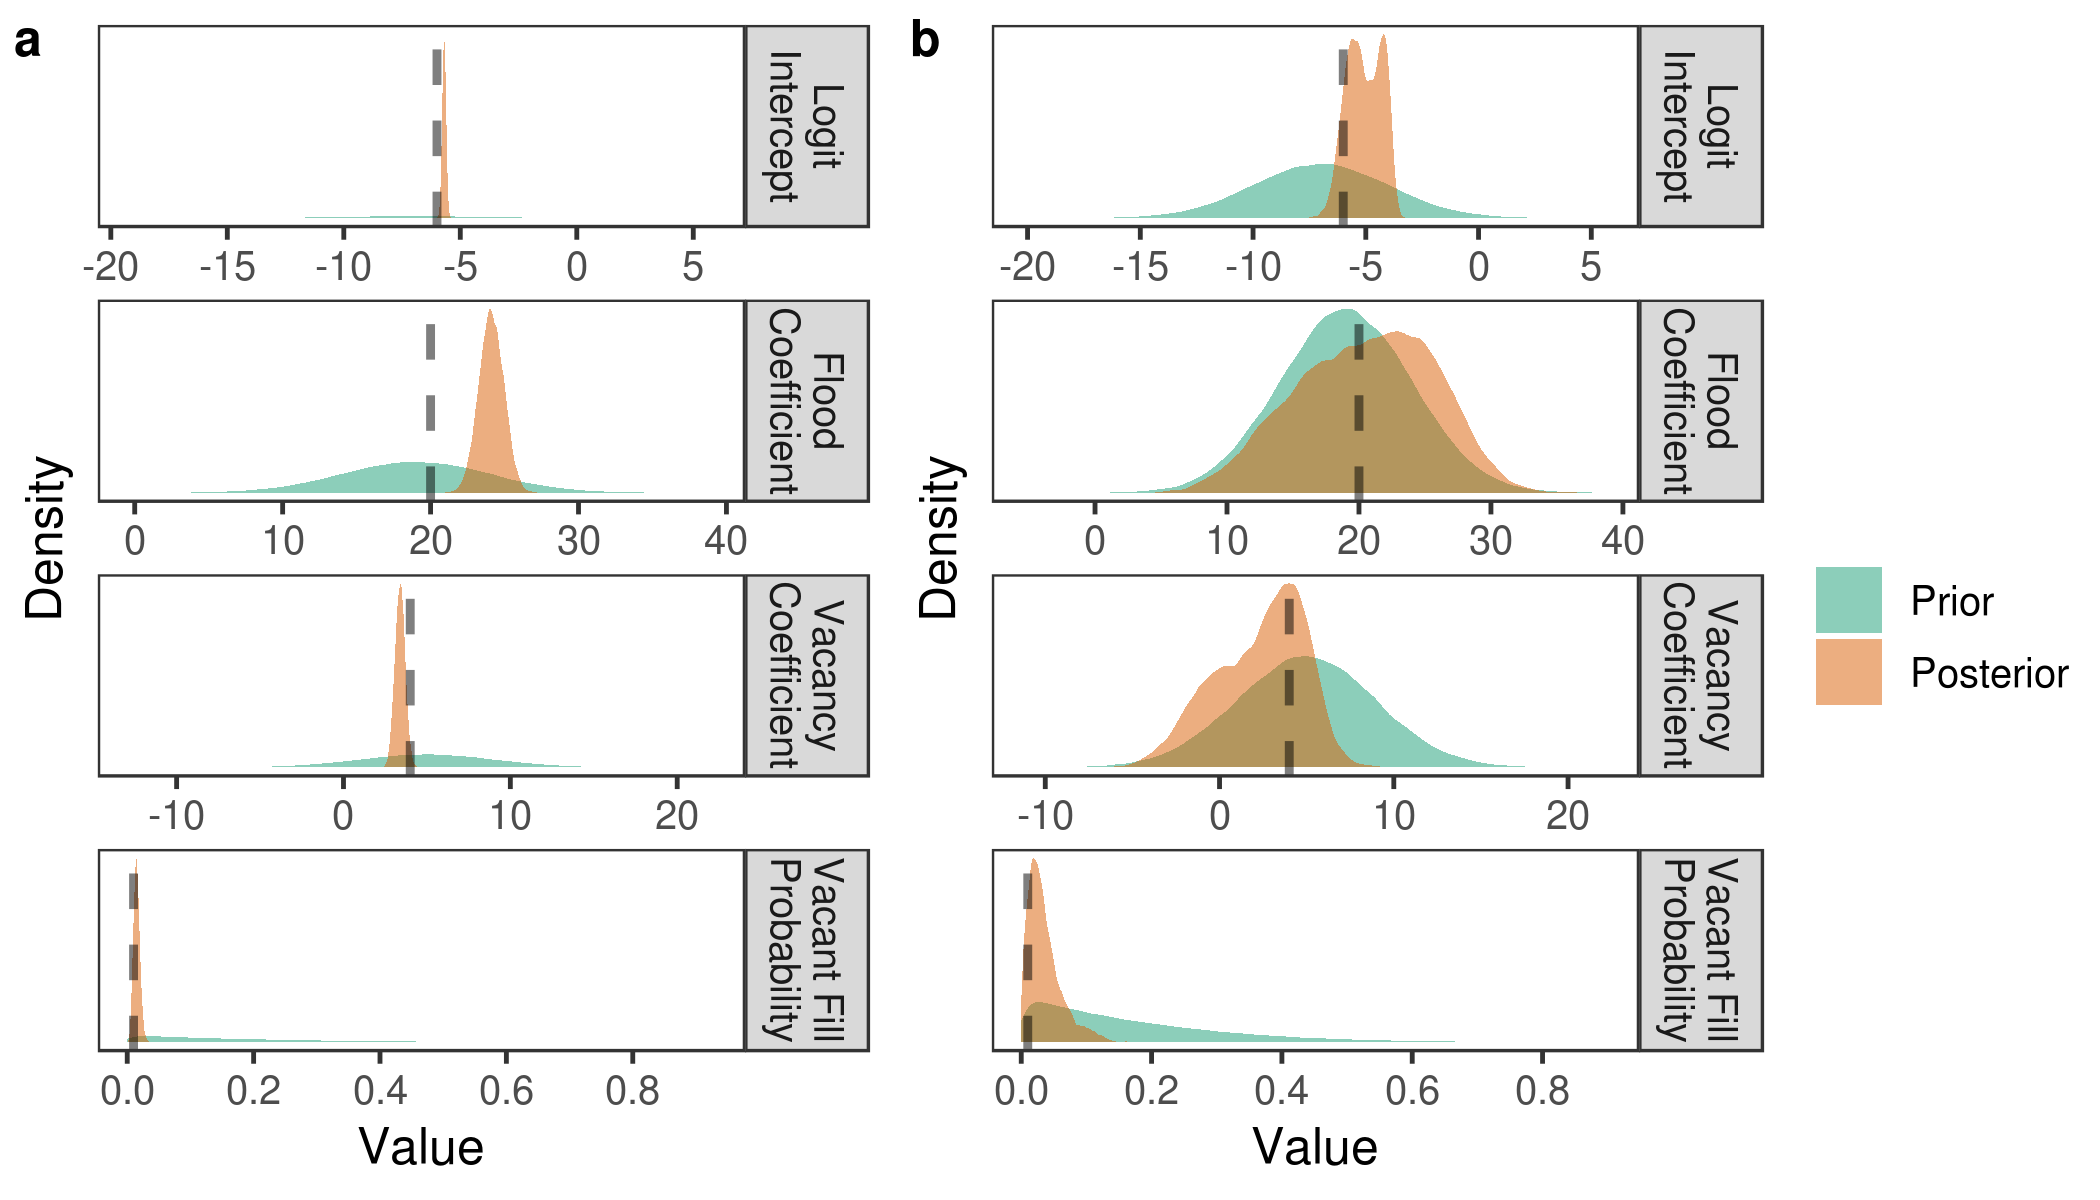 a
Logit
Intercept
-20 -15 -10 -5 0 5
Flood
Coefficient
0 10 20 30 40
Vacancy
Coefficient
-10 0 10 20
Vacant Fill
Probability
0.0 0.2 0.4 0.6 0.8
Density
Value
b
Logit
Intercept
-20 -15 -10 -5 0 5
Flood
Coefficient
0 10 20 30 40
Vacancy
Coefficient
-10 0 10 20
Vacant Fill
Probability
0.0 0.2 0.4 0.6 0.8
Density
Value
Prior
Posterior